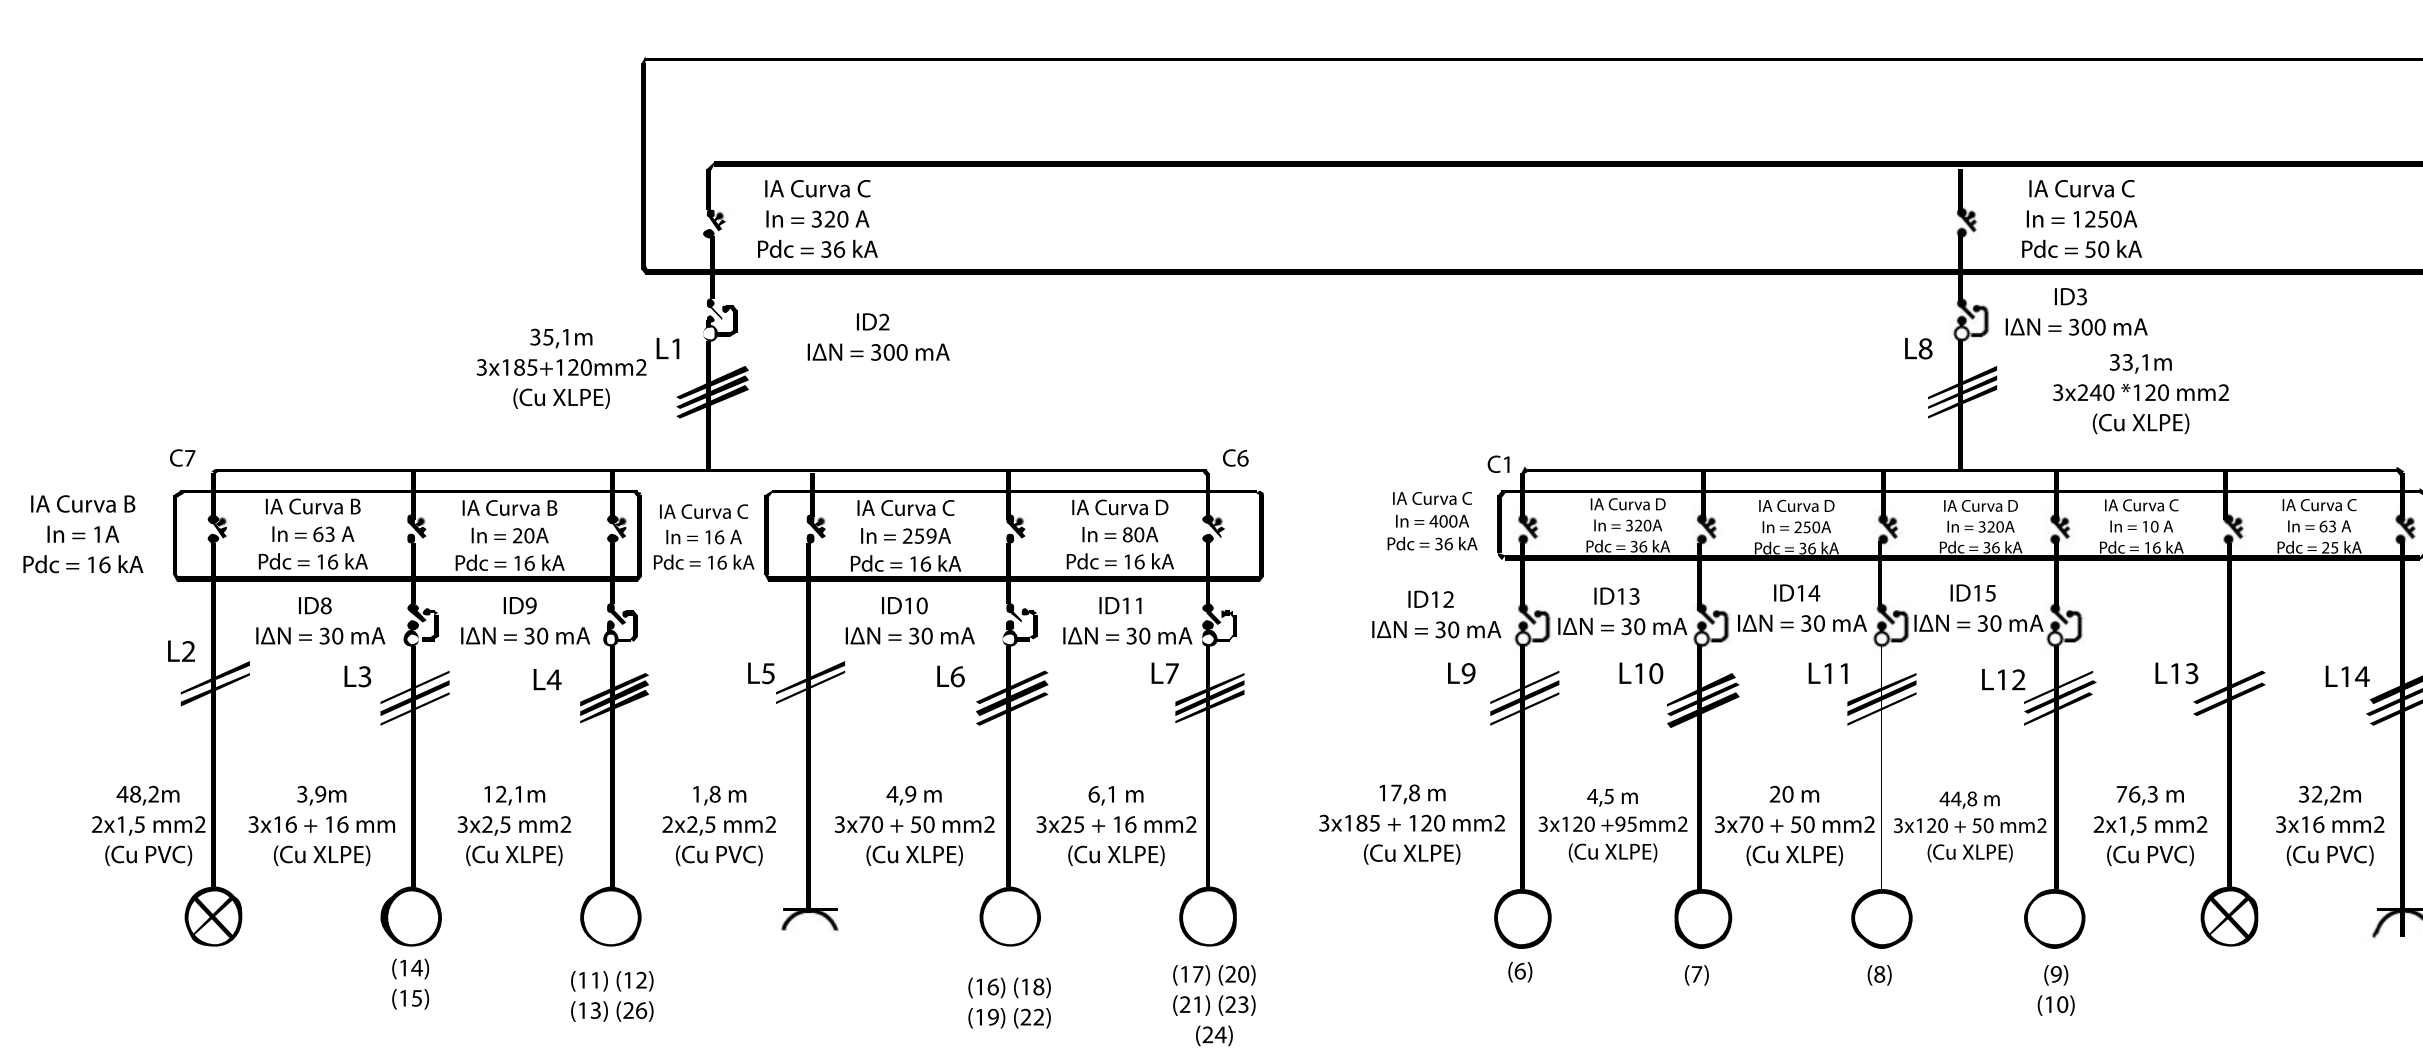 IA Curva C
In = 320 A
Pdc = 36 kA
IA Curva C
In = 1250A
Pdc = 50 kA
35,1m
3x185+120mm2
(Cu XLPE)
L1
ID2
IΔN = 300 mA
L8
ID3
IΔN = 300 mA
33,1m
3x240 *120 mm2
(Cu XLPE)
C7
C6
C1
IA Curva B
In = 1A
Pdc = 16 kA
IA Curva B
In = 63 A
Pdc = 16 kA
IA Curva B
In = 20A
Pdc = 16 kA
IA Curva C
In = 16 A
Pdc = 16 kA
IA Curva C
In = 259A
Pdc = 16 kA
IA Curva D
In = 80A
Pdc = 16 kA
IA Curva C
In = 400A
Pdc = 36 kA
IA Curva D
In = 320A
Pdc = 36 kA
IA Curva D
In = 250A
Pdc = 36 kA
IA Curva D
In = 320A
Pdc = 36 kA
IA Curva C
In = 10 A
Pdc = 16 kA
IA Curva C
In = 63 A
Pdc = 25 kA
ID8
IΔN = 30 mA
ID9
IΔN = 30 mA
ID10
IΔN = 30 mA
ID11
IΔN = 30 mA
ID12
IΔN = 30 mA
ID13
IΔN = 30 mA
ID14
IΔN = 30 mA
ID15
IΔN = 30 mA
L2
L3
L4
L5
L6
L7
L9
L10
L11
L12
L13
L14
48,2m
2x1,5 mm2
(Cu PVC)
3,9m
3x16 + 16 mm
(Cu XLPE)
12,1m
3x2,5 mm2
(Cu XLPE)
1,8 m
2x2,5 mm2
(Cu PVC)
4,9 m
3x70 + 50 mm2
(Cu XLPE)
6,1 m
3x25 + 16 mm2
(Cu XLPE)
17,8 m
3x185 + 120 mm2
(Cu XLPE)
4,5 m
3x120 +95mm2
(Cu XLPE)
20 m
3x70 + 50 mm2
(Cu XLPE)
44,8 m
3x120 + 50 mm2
(Cu XLPE)
76,3 m
2x1,5 mm2
(Cu PVC)
32,2m
3x16 mm2
(Cu PVC)
(14)
(15)
(11) (12)
(13) (26)
(16) (18)
(19) (22)
(17) (20)
(21) (23)
(24)
(6)
(7)
(8)
(9)
(10)